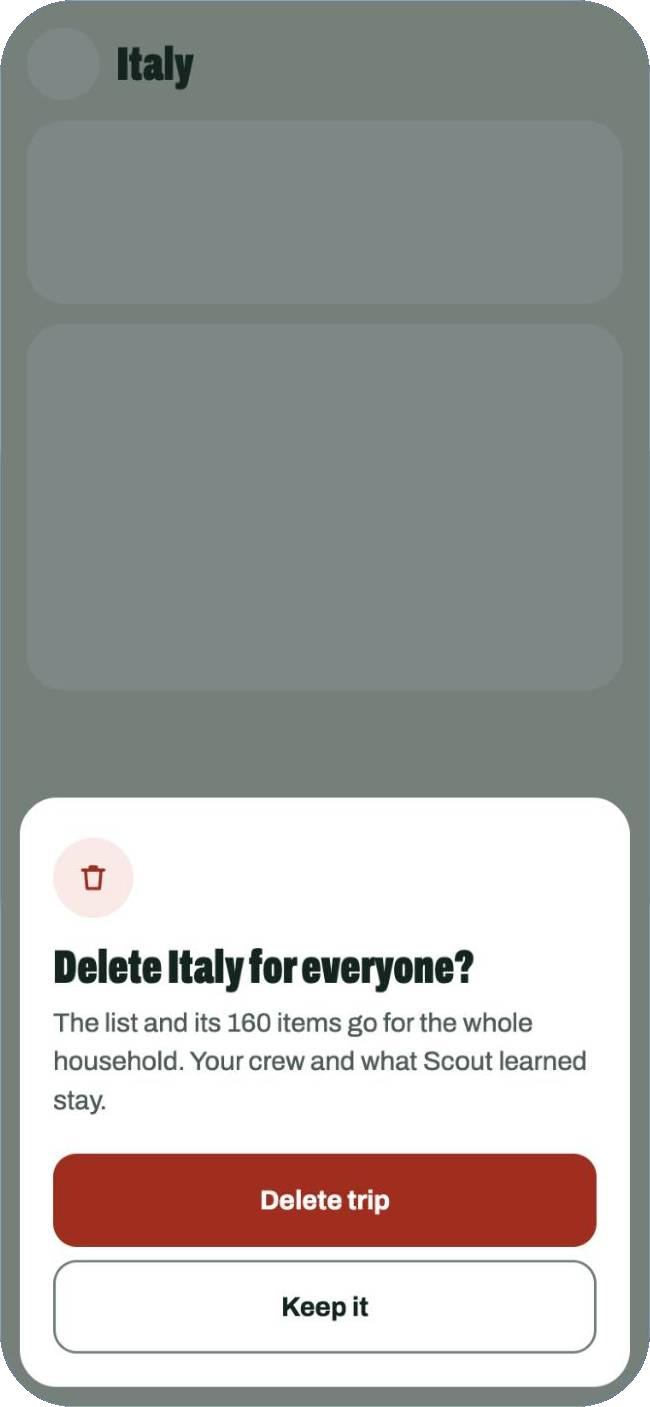 Italy
Delete Italy for everyone?
The list and its 160 items go for the whole
household. Your crew and what Scout learned
stay.
Delete trip
Keep it